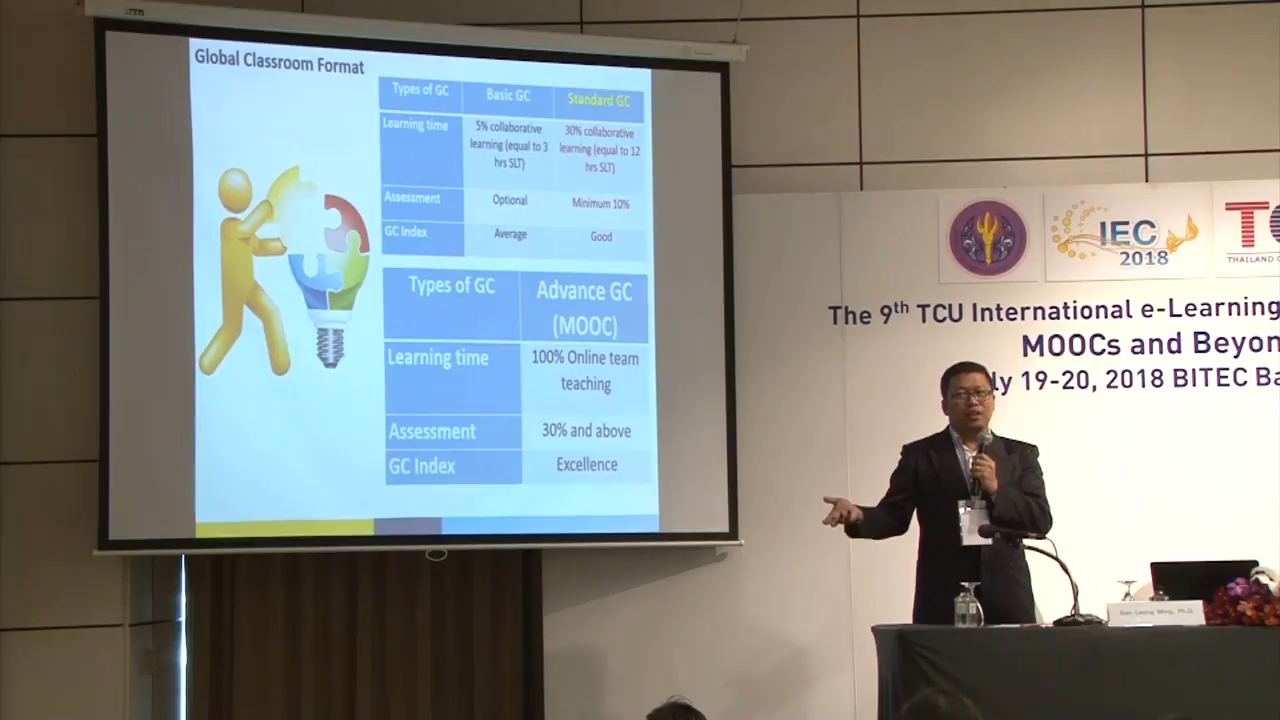 Global Classroom Format
Types of GC Basic GC Standard GC
Learning time 5% collaborative learning (equal to 3 hrs SLT) 30% collaborative learning (equal to 12 hrs SLT)
Assessment Optional Minimum 10%
GC Index Average Good
Types of GC Advance GC (MOOC)
Learning time 100% Online team teaching
Assessment 30% and above
GC Index Excellence
IEC
2018
THAILAND
The 9th TCU International e-Learning
MOOCs and Beyon
ly 19-20, 2018 BITEC Ba
Ming, Ph.D.